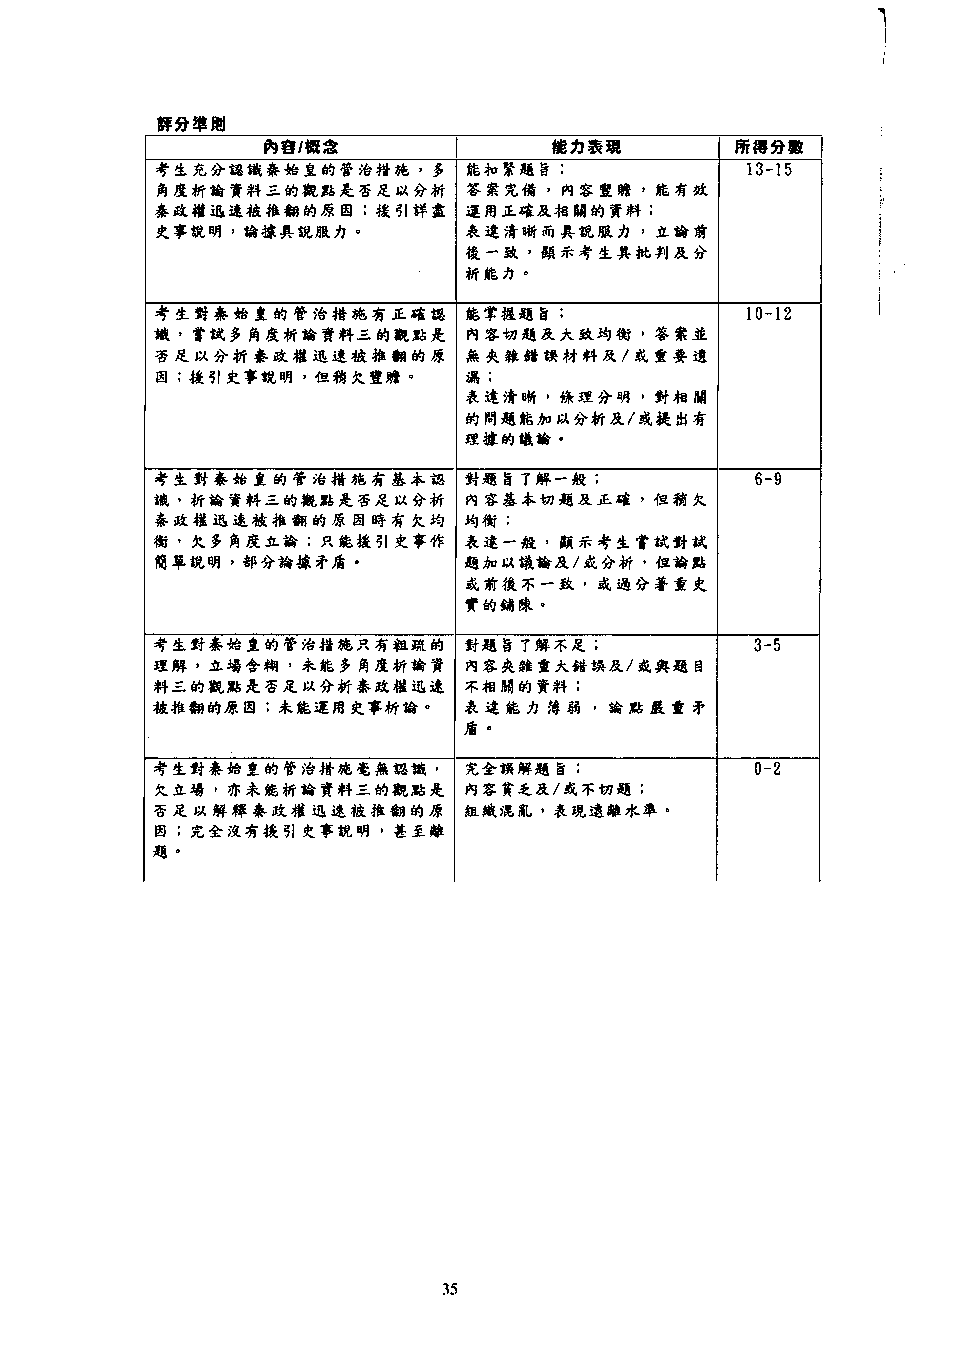 評分準則
內容/概念
能力表現
所得分數
考生充分認識秦始皇的管治措施，多
角度析論資料三的觀點是否足以分析
秦政權迅速被推翻的原因；援引詳盡
史事說明，論據具說服力。
能扣緊題旨；
答案完備，內容豐贍，能有效
運用正確及相關的資料；
表達清晰而具說服力，立論前
後一致，顯示考生具批判及分
析能力。
13-15
考生對秦始皇的管治措施有正確認
識，嘗試多角度析論資料三的觀點是
否足以分析秦政權迅速被推翻的原
因；援引史事說明，但稍欠豐贍。
能掌握題旨；
內容切題及大致均衡，答案並
無夾雜錯誤材料及/或重要遺
漏；
表達清晰，條理分明，對相關
的問題能加以分析及/或提出有
理據的議論。
10-12
考生對秦始皇的管治措施有基本認
識，析論資料三的觀點是否足以分析
秦政權迅速被推翻的原因時有欠均
衡，欠多角度立論；只能援引史事作
簡單說明，部分論據矛盾。
對題旨了解一般；
內容基本切題及正確，但稍欠
均衡；
表達一般，顯示考生嘗試對試
題加以議論及/或分析，但論點
或前後不一致，或過分著重史
實的鋪陳。
6-9
考生對秦始皇的管治措施只有粗疏的
理解，立場含糊，未能多角度析論資
料三的觀點是否足以分析秦政權迅速
被推翻的原因；未能運用史事析論。
對題旨了解不足；
內容夾雜重大錯誤及/或與題目
不相關的資料；
表達能力薄弱，論點嚴重矛
盾。
3-5
考生對秦始皇的管治措施毫無認識，
欠立場，亦未能析論資料三的觀點是
否足以解釋秦政權迅速被推翻的原
因；完全沒有援引史事說明，甚至離
題。
完全誤解題旨；
內容貧乏及/或不切題；
組織混亂，表現遠離水準。
0-2
35